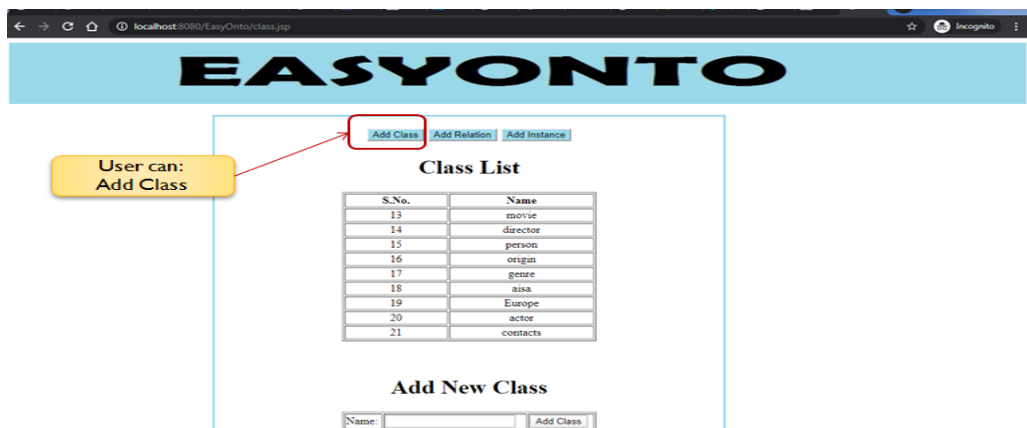 localhost:8080/EasyOnto/class.jsp
Incognito
EASYONTO
Add Class Add Relation Add Instance
User can:
Add Class
Class List
S.No. Name
13 movie
14 director
15 person
16 origin
17 genre
18 aisa
19 Europe
20 actor
21 contacts
Add New Class
Name: Add Class